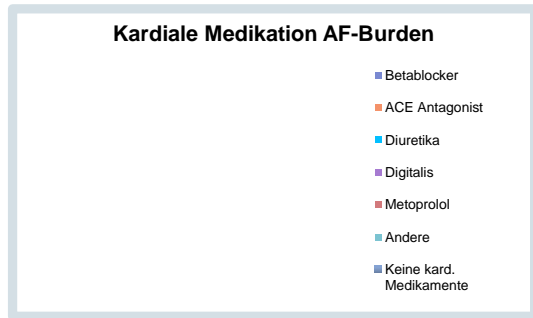 Kardiale Medikation AF-Burden
Betablocker
ACE Antagonist
Diuretika
Digitalis
Metoprolol
Andere
Keine kard.
Medikamente